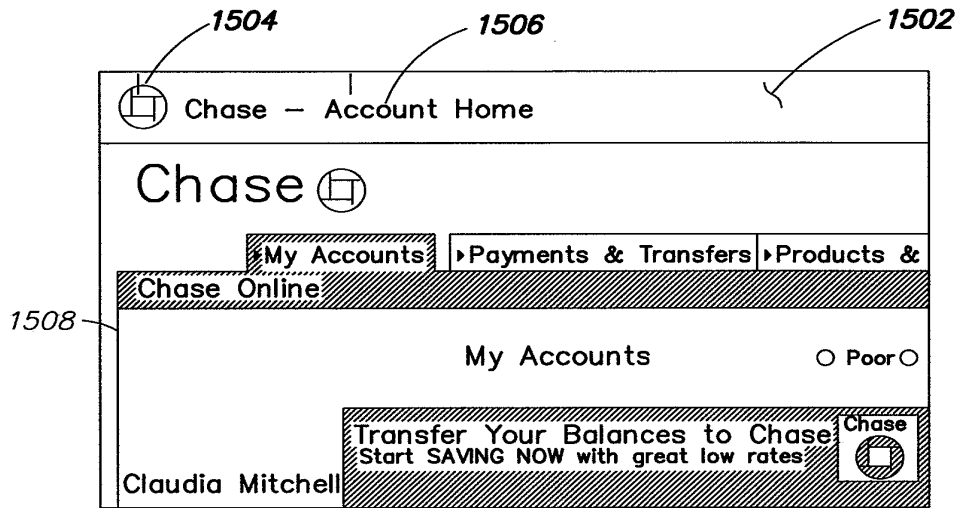 1504 1506 1502
Chase – Account Home
Chase
My Accounts Payments & Transfers Products &
Chase Online
1508
My Accounts Poor
Transfer Your Balances to Chase Chase
Start SAVING NOW with great low rates
Claudia Mitchell